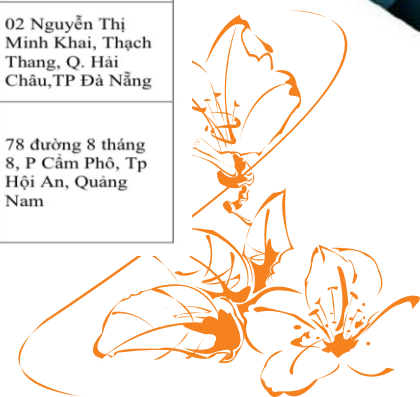 02 Nguyễn Thị
Minh Khai, Thạch
Thang, Q. Hải
Châu,TP Đà Nẵng
78 đường 8 tháng
8, P Cẩm Phô, Tp
Hội An, Quảng
Nam